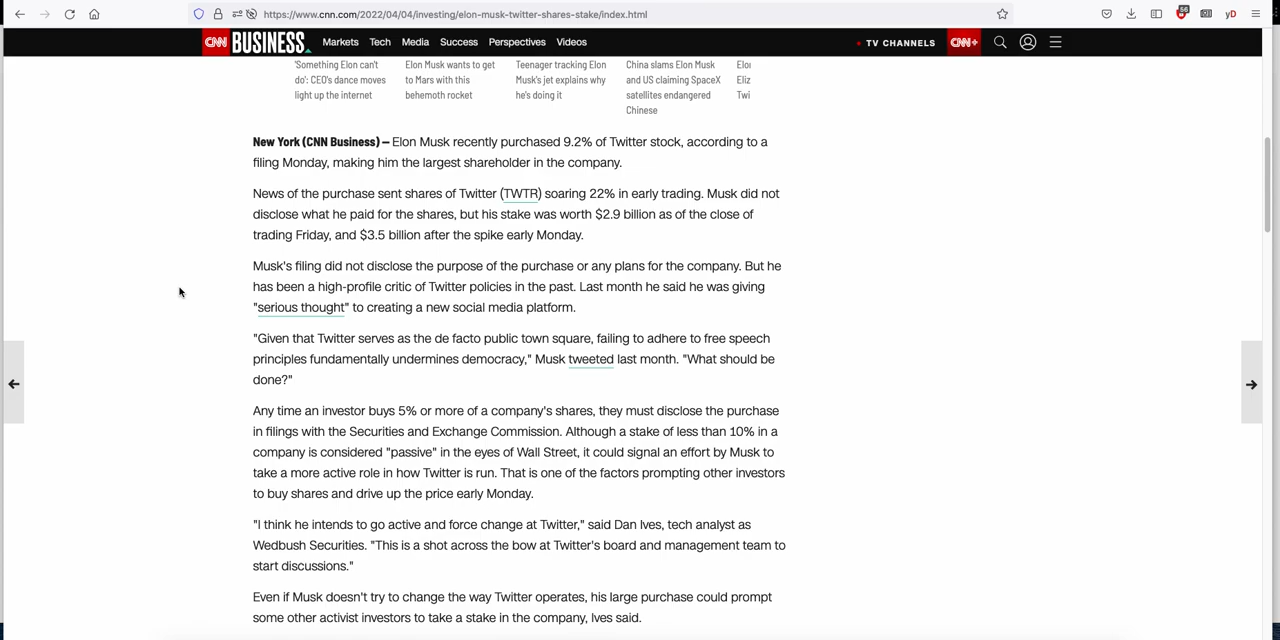 https://www.cnn.com/2022/04/04/investing/elon-musk-twitter-shares-stake/index.html
56
yD
CNN BUSINESS Markets Tech Media Success Perspectives Videos TV CHANNELS CNN+
'Something Elon can't
do': CEO's dance moves
light up the internet
Elon Musk wants to get
to Mars with this
behemoth rocket
Teenager tracking Elon
Musk's jet explains why
he's doing it
China slams Elon Musk
and US claiming SpaceX
satellites endangered
Chinese
Eliz
Twi
New York (CNN Business) — Elon Musk recently purchased 9.2% of Twitter stock, according to a
filing Monday, making him the largest shareholder in the company.
News of the purchase sent shares of Twitter (TWTR) soaring 22% in early trading. Musk did not
disclose what he paid for the shares, but his stake was worth $2.9 billion as of the close of
trading Friday, and $3.5 billion after the spike early Monday.
Musk's filing did not disclose the purpose of the purchase or any plans for the company. But he
has been a high-profile critic of Twitter policies in the past. Last month he said he was giving
"serious thought" to creating a new social media platform.
"Given that Twitter serves as the de facto public town square, failing to adhere to free speech
principles fundamentally undermines democracy," Musk tweeted last month. "What should be
done?"
Any time an investor buys 5% or more of a company's shares, they must disclose the purchase
in filings with the Securities and Exchange Commission. Although a stake of less than 10% in a
company is considered "passive" in the eyes of Wall Street, it could signal an effort by Musk to
take a more active role in how Twitter is run. That is one of the factors prompting other investors
to buy shares and drive up the price early Monday.
"I think he intends to go active and force change at Twitter," said Dan Ives, tech analyst as
Wedbush Securities. "This is a shot across the bow at Twitter's board and management team to
start discussions."
Even if Musk doesn't try to change the way Twitter operates, his large purchase could prompt
some other activist investors to take a stake in the company, Ives said.